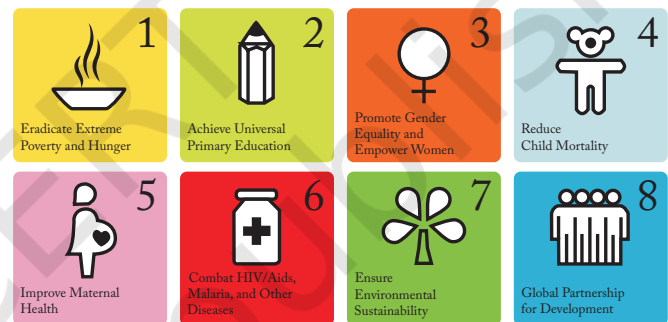 1
Eradicate Extreme
Poverty and Hunger
2
Achieve Universal
Primary Education
3
Promote Gender
Equality and
Empower Women
4
Reduce
Child Mortality
5
Improve Maternal
Health
6
Combat HIV/Aids,
Malaria, and Other
Diseases
7
Ensure
Environmental
Sustainability
8
Global Partnership
for Development